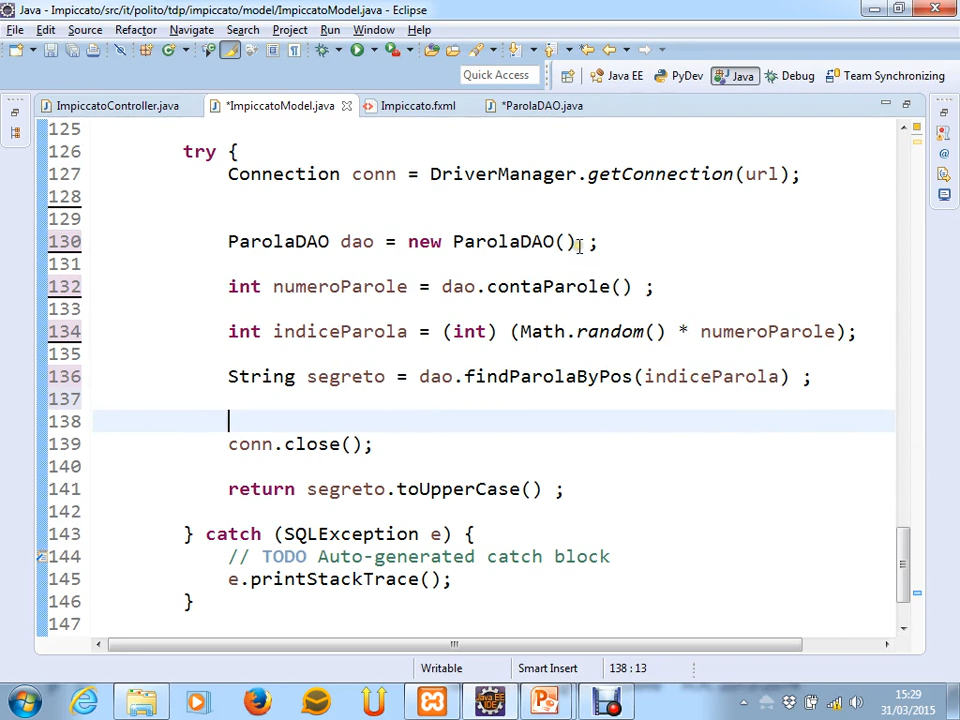 Java - Impiccato/src/it/polito/tdp/impiccato/model/ImpiccatoModel.java - Eclipse
File Edit Source Refactor Navigate Search Project Run Window Help
Quick Access Java EE PyDev Java Debug Team Synchronizing
ImpiccatoController.java *ImpiccatoModel.java Impiccato.fxml *ParolaDAO.java
125
126 try {
127 Connection conn = DriverManager.getConnection(url);
128
129
130 ParolaDAO dao = new ParolaDAO() ;
131
132 int numeroParole = dao.contaParole() ;
133
134 int indiceParola = (int) (Math.random() * numeroParole);
135
136 String segreto = dao.findParolaByPos(indiceParola) ;
137
138
139 conn.close();
140
141 return segreto.toUpperCase() ;
142
143 } catch (SQLException e) {
144 // TODO Auto-generated catch block
145 e.printStackTrace();
146 }
147
Writable Smart Insert 138 : 13
15:29
31/03/2015